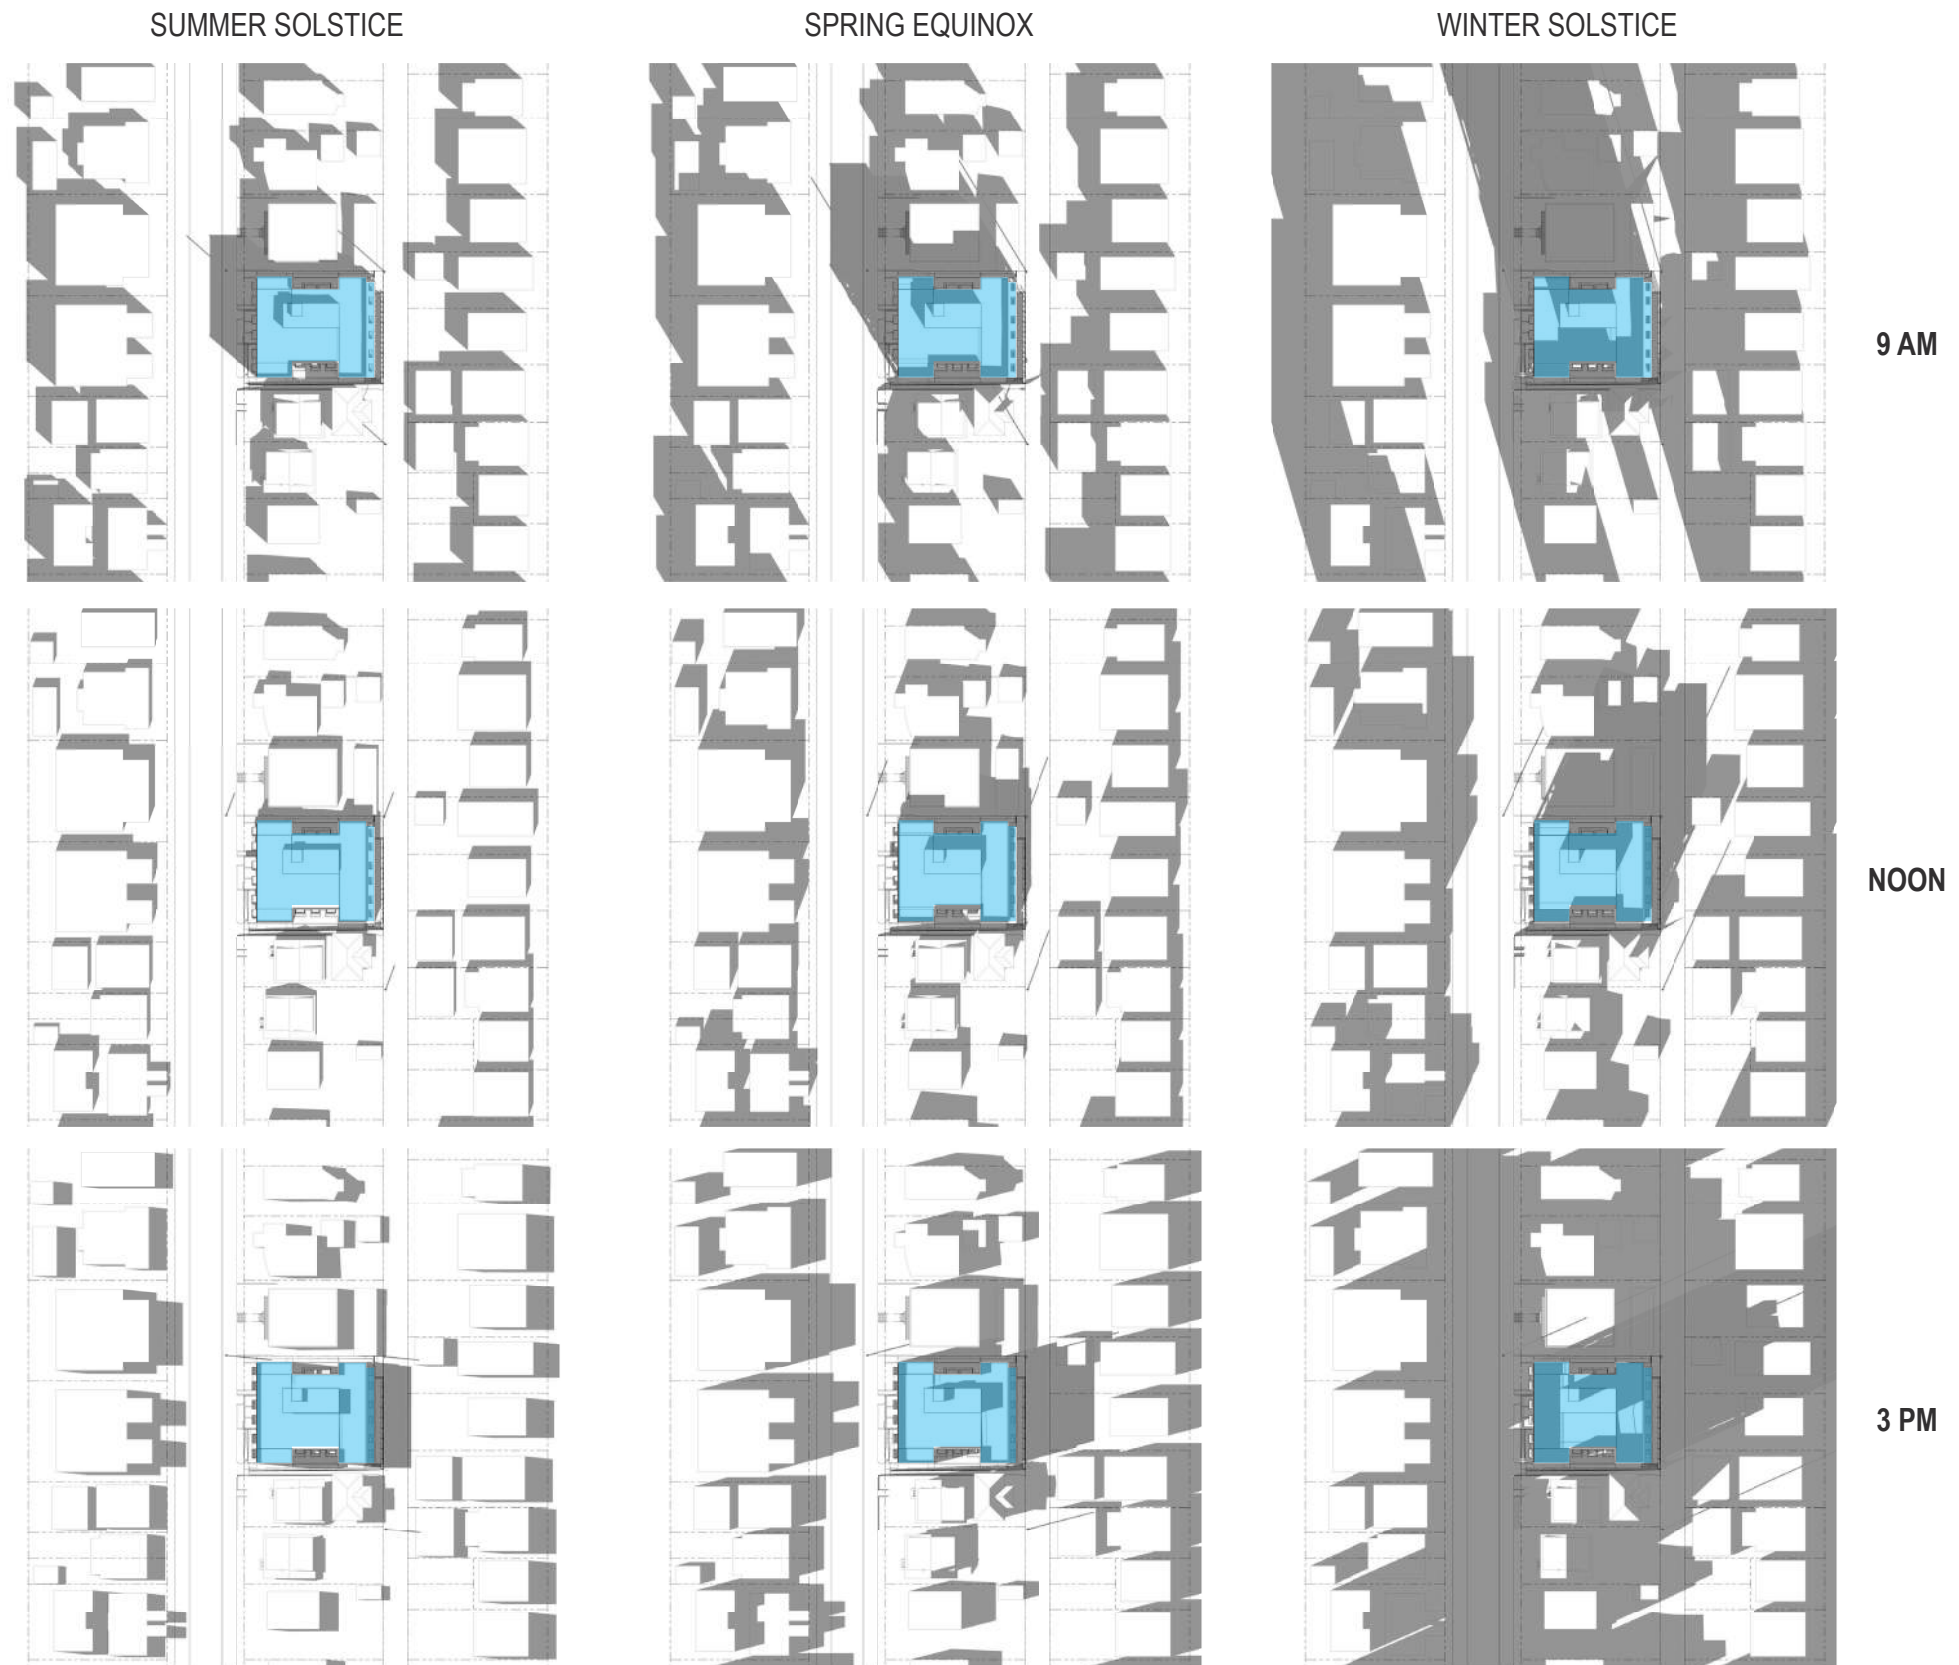 SUMMER SOLSTICE
SPRING EQUINOX
WINTER SOLSTICE
9 AM
NOON
3 PM